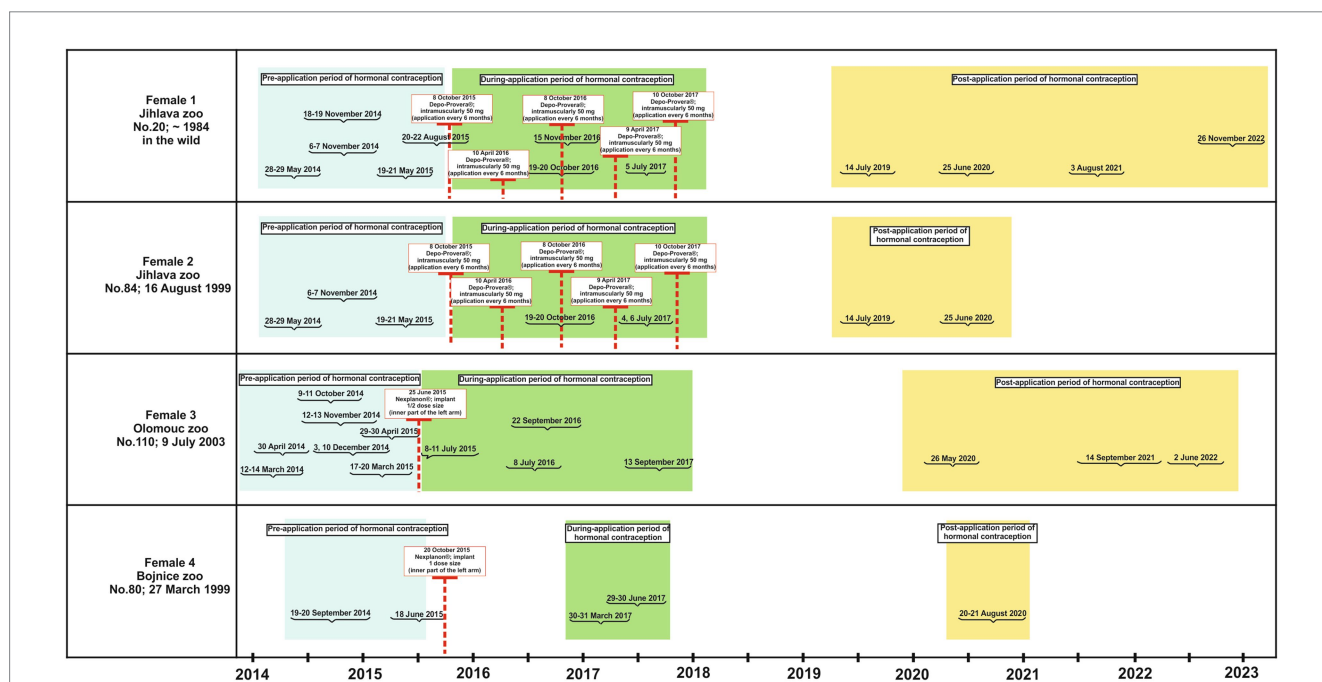 Female 1
Jihlava zoo
No.20; ~ 1984
in the wild
Pre-application period of hormonal contraception
During-application period of hormonal contraception
Post-application period of hormonal contraception
18-19 November 2014
6-7 November 2014
28-29 May 2014
20-22 August 2015
19-21 May 2015
8 October 2015
Depo-Provera®;
intramuscularly 50 mg
(application every 6 months)
10 April 2016
Depo-Provera®;
intramuscularly 50 mg
(application every 6 months)
8 October 2016
Depo-Provera®;
intramuscularly 50 mg
(application every 6 months)
15 November 2016
19-20 October 2016
9 April 2017
Depo-Provera®;
intramuscularly 50 mg
(application every 6 months)
5 July 2017
10 October 2017
Depo-Provera®;
intramuscularly 50 mg
(application every 6 months)
14 July 2019
25 June 2020
3 August 2021
26 November 2022
Female 2
Jihlava zoo
No.84; 16 August 1999
Pre-application period of hormonal contraception
During-application period of hormonal contraception
Post-application period of
hormonal contraception
6-7 November 2014
28-29 May 2014
19-21 May 2015
8 October 2015
Depo-Provera®;
intramuscularly 50 mg
(application every 6 months)
10 April 2016
Depo-Provera®;
intramuscularly 50 mg
(application every 6 months)
8 October 2016
Depo-Provera®;
intramuscularly 50 mg
(application every 6 months)
19-20 October 2016
9 April 2017
Depo-Provera®;
intramuscularly 50 mg
(application every 6 months)
4, 6 July 2017
10 October 2017
Depo-Provera®;
intramuscularly 50 mg
(application every 6 months)
14 July 2019
25 June 2020
Female 3
Olomouc zoo
No.110; 9 July 2003
Pre-application period of hormonal contraception
During-application period of hormonal contraception
Post-application period of hormonal contraception
9-11 October 2014
12-13 November 2014
29-30 April 2015
30 April 2014
3, 10 December 2014
12-14 March 2014
17-20 March 2015
25 June 2015
Nexplanon®; implant
1/2 dose size
(inner part of the left arm)
8-11 July 2015
22 September 2016
8 July 2016
13 September 2017
26 May 2020
14 September 2021
2 June 2022
Female 4
Bojnice zoo
No.80; 27 March 1999
Pre-application period of hormonal contraception
During-application period of
hormonal contraception
Post-application period of
hormonal contraception
20 October 2015
Nexplanon®; implant
1 dose size
(inner part of the left arm)
19-20 September 2014
18 June 2015
29-30 June 2017
30-31 March 2017
20-21 August 2020
2014 2015 2016 2017 2018 2019 2020 2021 2022 2023